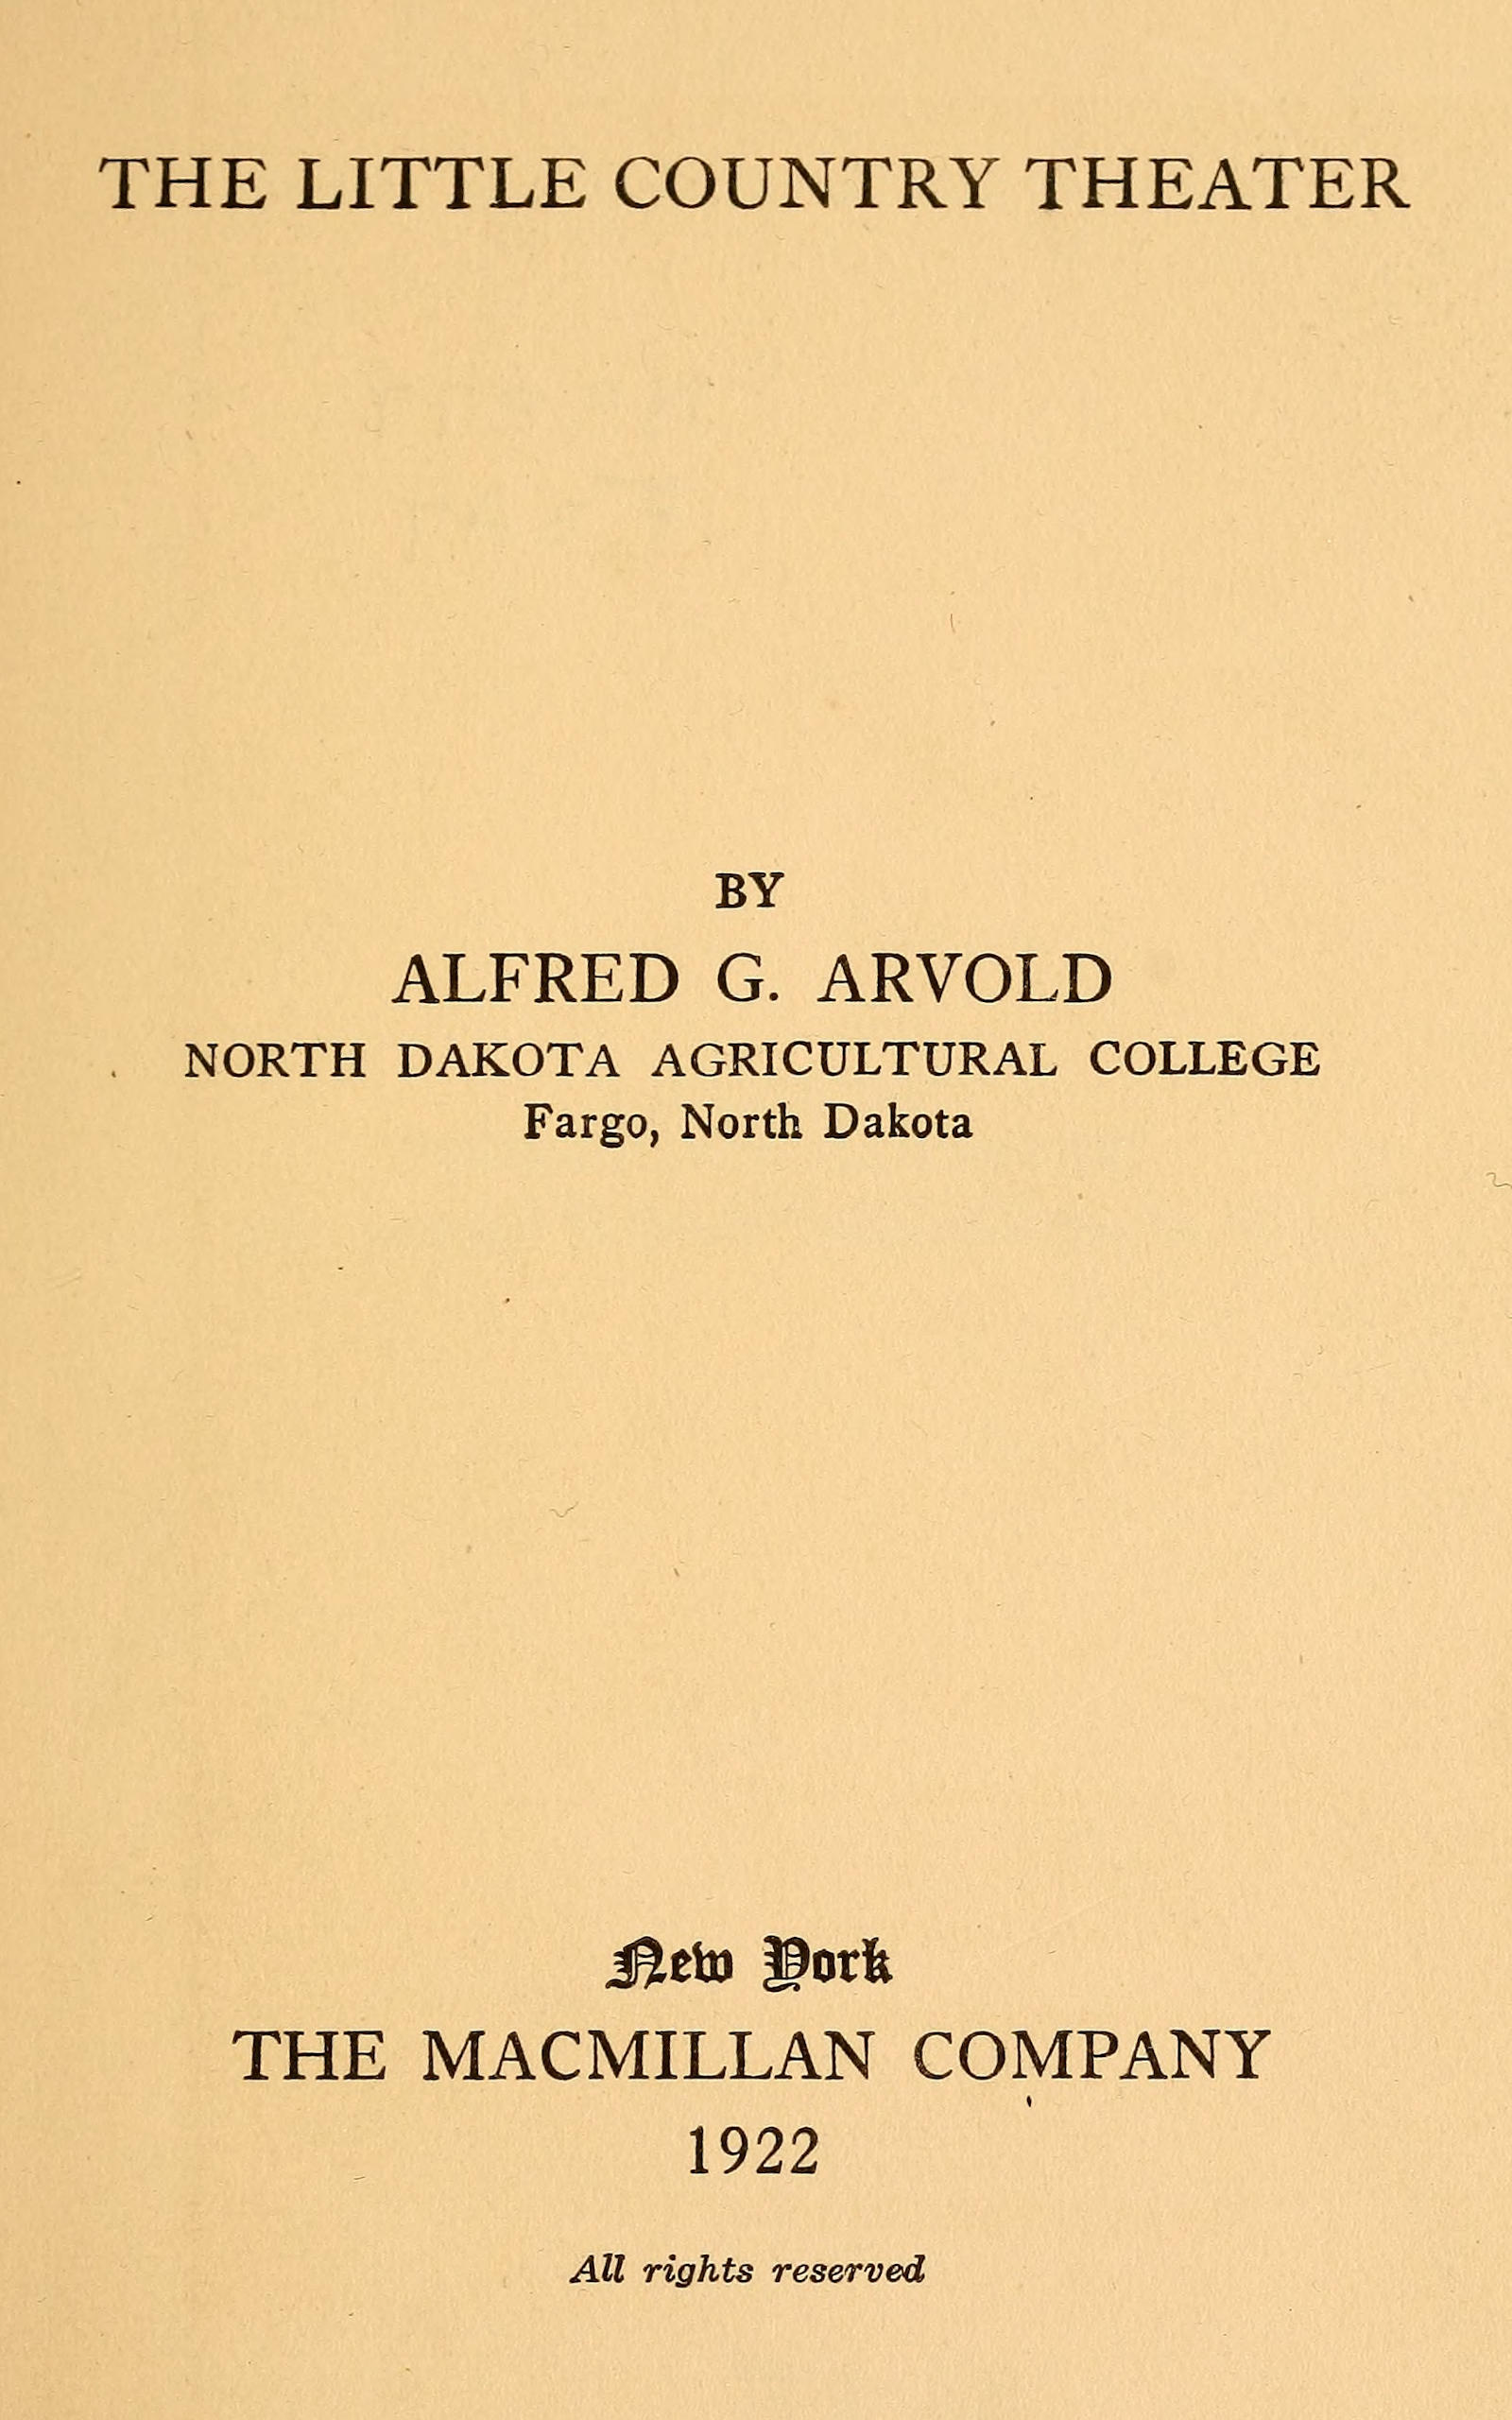 THE LITTLE COUNTRY THEATER
BY
ALFRED G. ARVOLD
NORTH DAKOTA AGRICULTURAL COLLEGE
Fargo, North Dakota
New York
THE MACMILLAN COMPANY
1922
All rights reserved